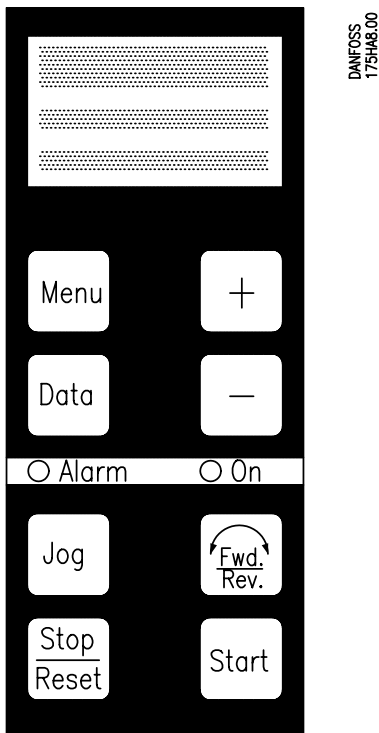 DANFOSS
175HA8.00
Menu
+
Data
−
Alarm
On
Jog
Fwd.
Rev.
Stop
Reset
Start